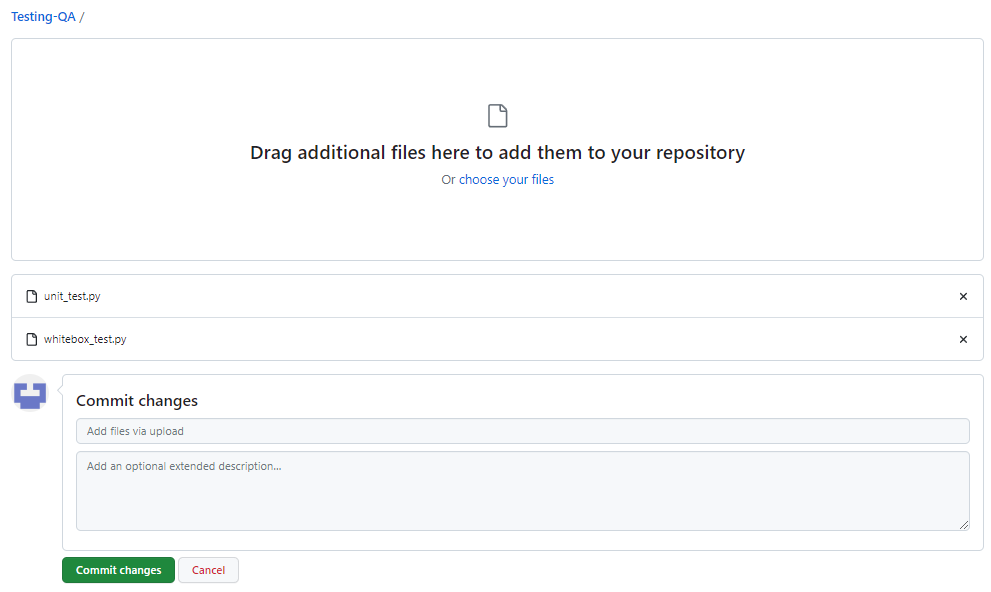 Testing-QA /
Drag additional files here to add them to your repository
Or choose your files
unit_test.py
whitebox_test.py
Commit changes
Add files via upload
Add an optional extended description...
Commit changes Cancel